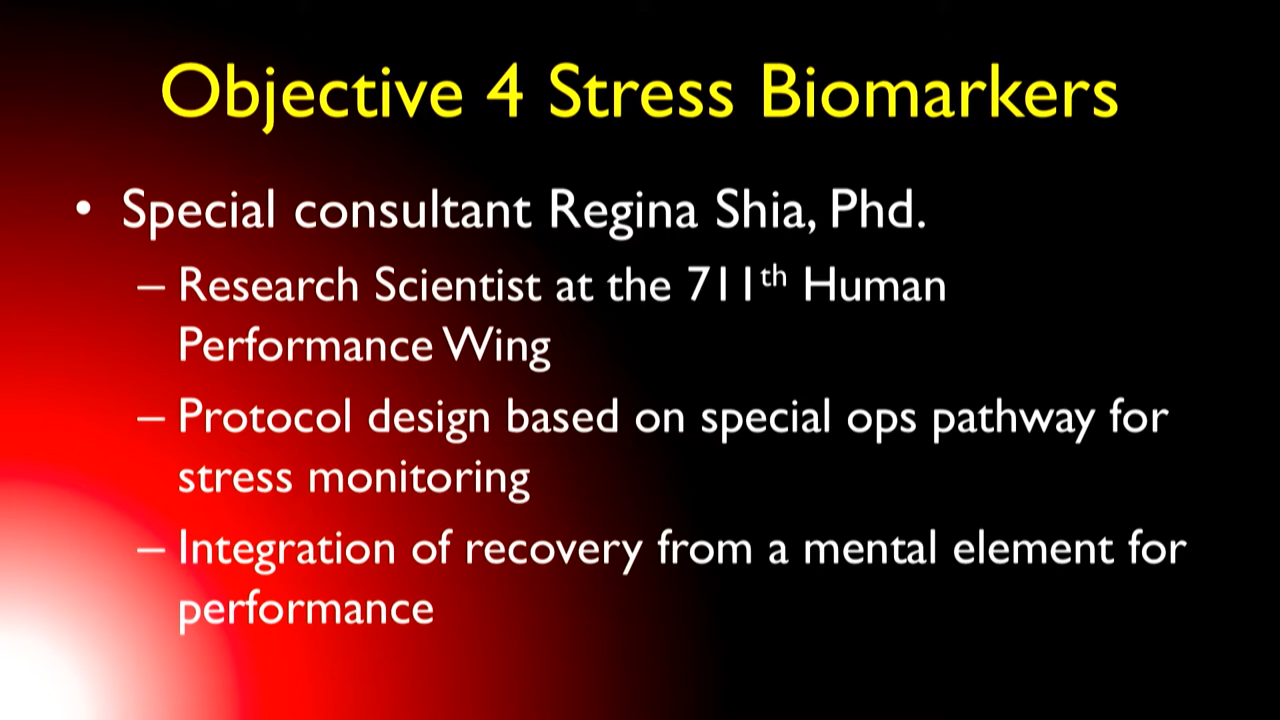 Objective 4 Stress Biomarkers
• Special consultant Regina Shia, Phd.
– Research Scientist at the 711th Human
Performance Wing
– Protocol design based on special ops pathway for
stress monitoring
– Integration of recovery from a mental element for
performance